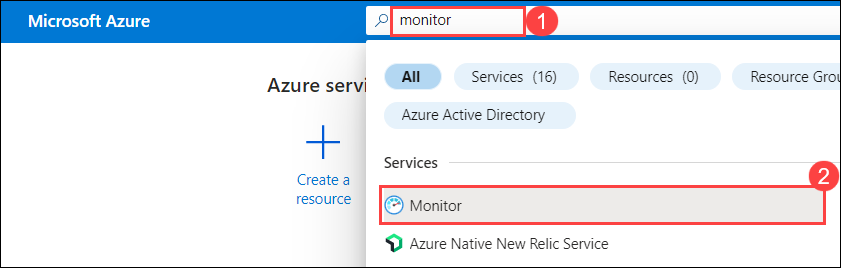 Microsoft Azure
monitor
1
All
Services (16)
Resources (0)
Resource Grou
Azure servi
Azure Active Directory
Create a
resource
Services
2
Monitor
Azure Native New Relic Service